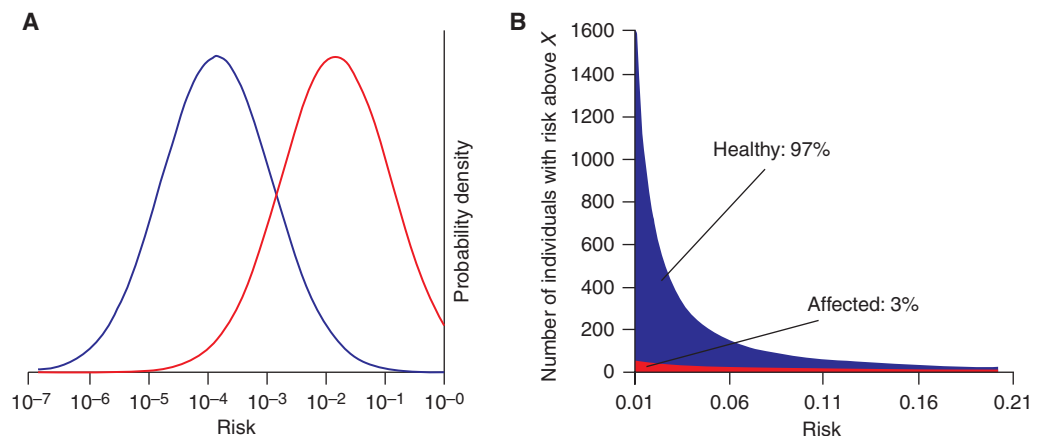 A
Probability density
10–7 10–6 10–5 10–4 10–3 10–2 10–1 10–0
Risk
B
Number of individuals with risk above X
1600
1400
1200
1000
800
600
400
200
0
Healthy: 97%
Affected: 3%
0.01 0.06 0.11 0.16 0.21
Risk